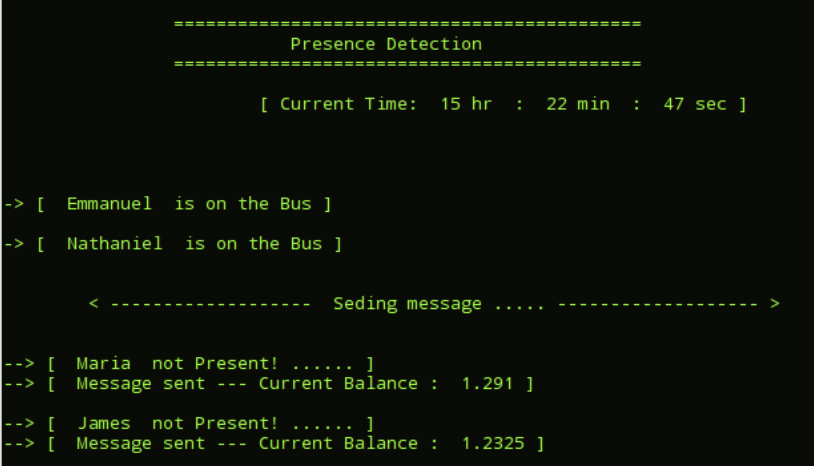 ============================================
Presence Detection
============================================
[ Current Time:  15 hr  :  22 min  :  47 sec ]
-> [  Emmanuel  is on the Bus ]
-> [  Nathaniel  is on the Bus ]
< -------------------  Seding message ..... ------------------- >
--> [  Maria  not Present! ...... ]
--> [  Message sent --- Current Balance :  1.291 ]
--> [  James  not Present! ...... ]
--> [  Message sent --- Current Balance :  1.2325 ]